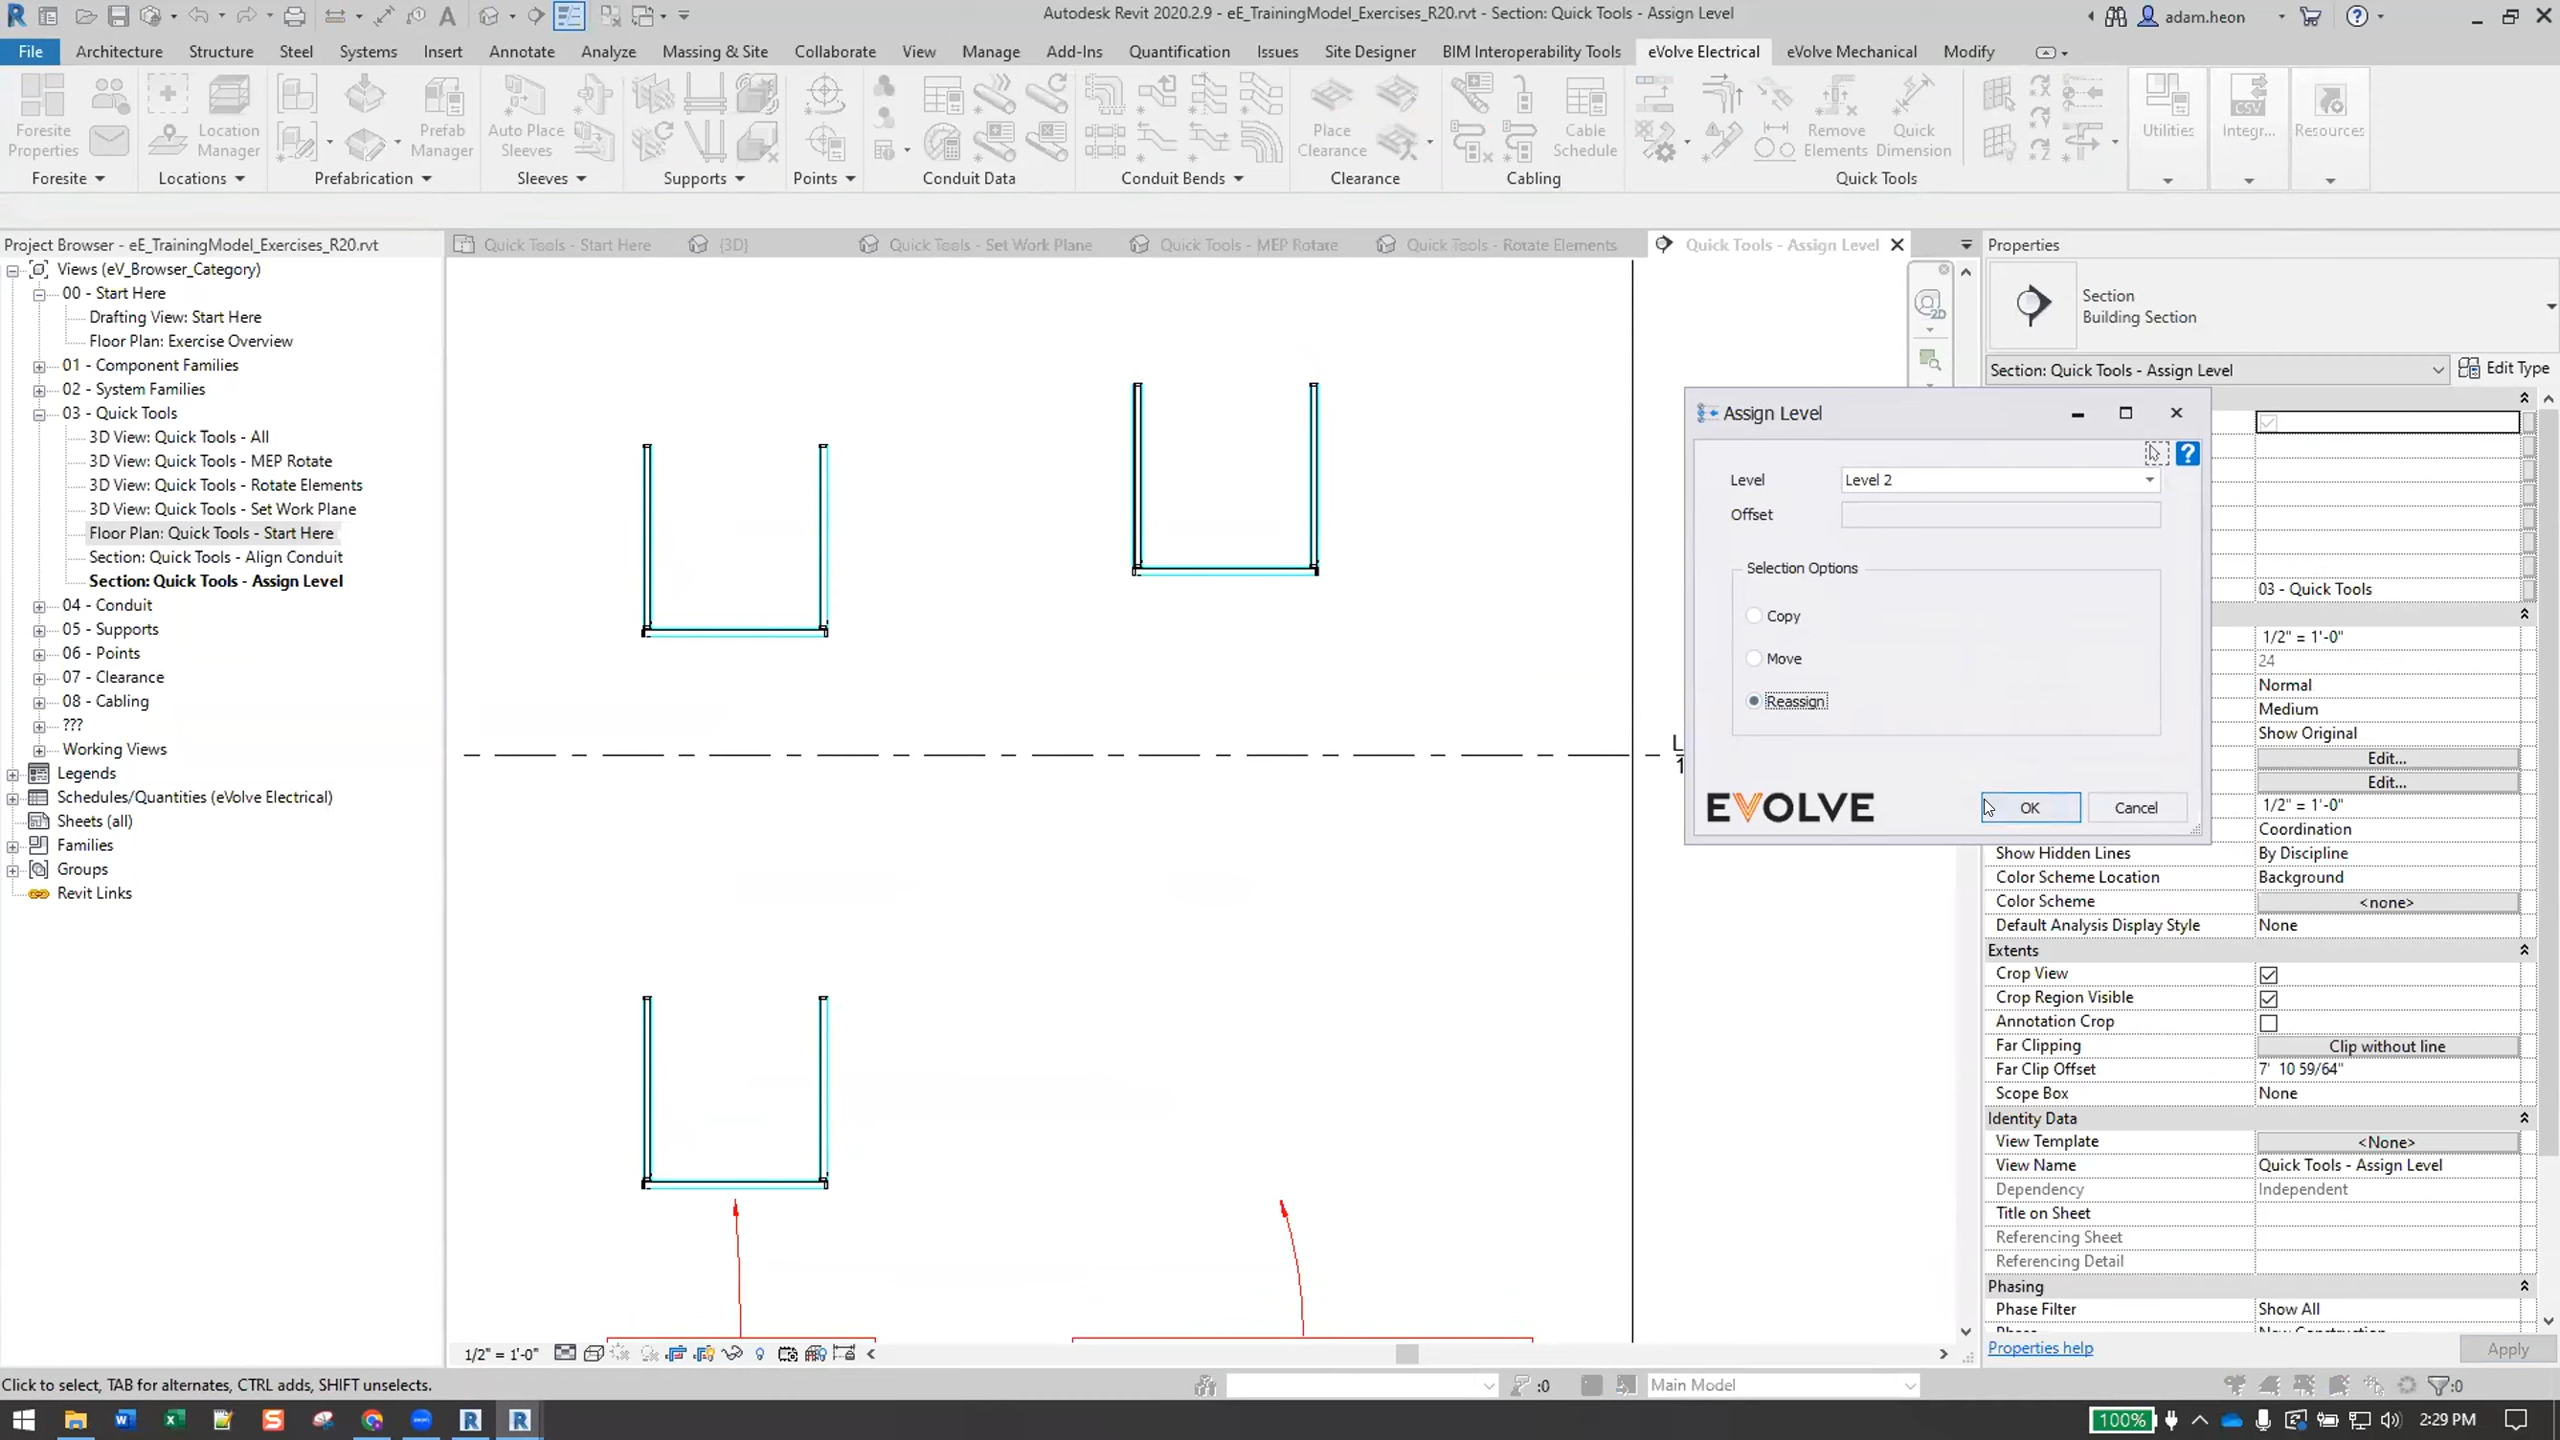 Autodesk Revit 2020.2.9 - eE_TrainingModel_Exercises_R20.rvt - Section: Quick Tools - Assign Level
adam.heon
File Architecture Structure Steel Systems Insert Annotate Analyze Massing & Site Collaborate View Manage Add-Ins Quantification Issues Site Designer BIM Interoperability Tools eVolve Electrical eVolve Mechanical Modify
Foresite Properties
Location Manager
Prefab Manager
Auto Place Sleeves
Place Clearance
Cable Schedule
Remove Elements
Quick Dimension
Utilities
CSV
Integr...
Resources
Foresite Locations Prefabrication Sleeves Supports Points Conduit Data Conduit Bends Clearance Cabling Quick Tools
Project Browser - eE_TrainingModel_Exercises_R20.rvt
Quick Tools - Start Here {3D} Quick Tools - Set Work Plane Quick Tools - MEP Rotate Quick Tools - Rotate Elements Quick Tools - Assign Level
Views (eV_Browser_Category)
00 - Start Here
Drafting View: Start Here
Floor Plan: Exercise Overview
01 - Component Families
02 - System Families
03 - Quick Tools
3D View: Quick Tools - All
3D View: Quick Tools - MEP Rotate
3D View: Quick Tools - Rotate Elements
3D View: Quick Tools - Set Work Plane
Floor Plan: Quick Tools - Start Here
Section: Quick Tools - Align Conduit
Section: Quick Tools - Assign Level
04 - Conduit
05 - Supports
06 - Points
07 - Clearance
08 - Cabling
???
Working Views
Legends
Schedules/Quantities (eVolve Electrical)
Sheets (all)
Families
Groups
Revit Links
2D
L
1
Assign Level
?
Level Level 2
Offset
Selection Options
Copy
Move
Reassign
EVOLVE
OK Cancel
Properties
Section
Building Section
Section: Quick Tools - Assign Level
Edit Type
03 - Quick Tools
1/2" = 1'-0"
24
Normal
Medium
Show Original
Edit...
Edit...
1/2" = 1'-0"
Coordination
Show Hidden Lines By Discipline
Color Scheme Location Background
Color Scheme <none>
Default Analysis Display Style None
Extents
Crop View
Crop Region Visible
Annotation Crop
Far Clipping Clip without line
Far Clip Offset 7' 10 59/64"
Scope Box None
Identity Data
View Template <None>
View Name Quick Tools - Assign Level
Dependency Independent
Title on Sheet
Referencing Sheet
Referencing Detail
Phasing
Phase Filter Show All
Properties help
Apply
1/2" = 1'-0"
Click to select, TAB for alternates, CTRL adds, SHIFT unselects.
:0
Main Model
:0
100%
2:29 PM